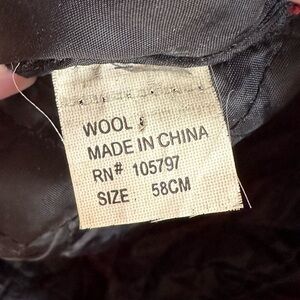 WOOL
MADE IN CHINA
RN# 105797
SIZE 58CM